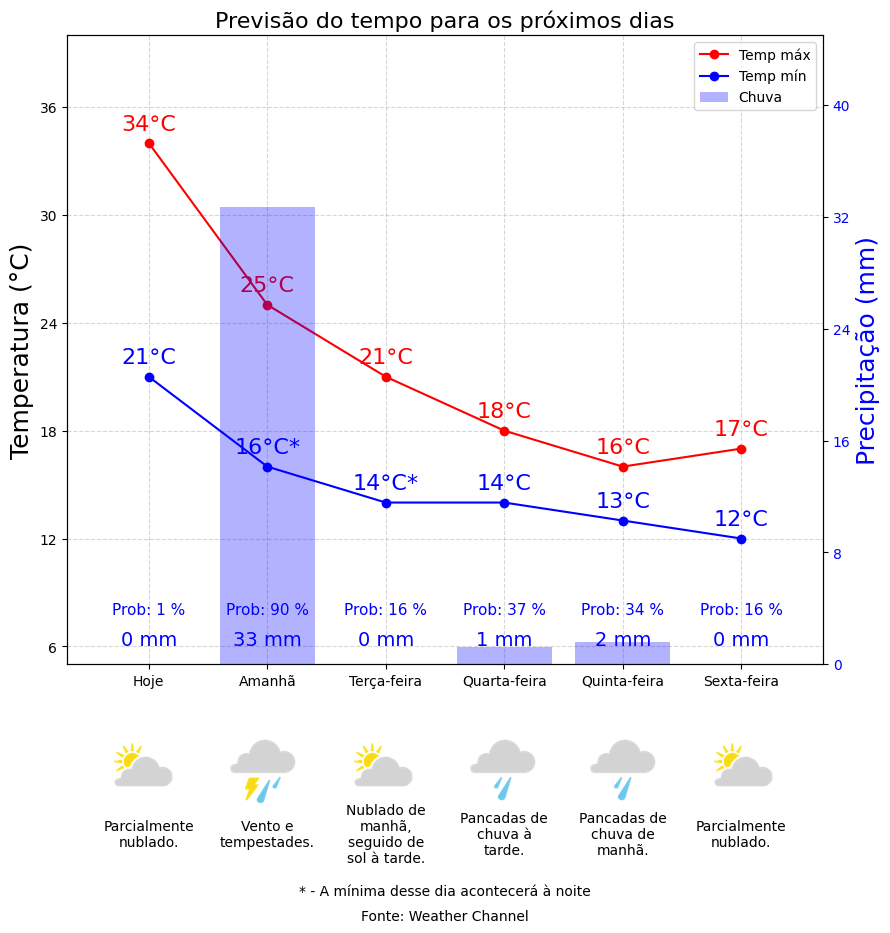 Previsão do tempo para os próximos dias
Temp máx
Temp mín
Chuva
Temperatura (°C)
Precipitação (mm)
36
30
24
18
12
6
40
32
24
16
8
0
34°C
25°C
21°C
18°C
16°C
17°C
21°C
16°C*
14°C*
14°C
13°C
12°C
Prob: 1 %
Prob: 90 %
Prob: 16 %
Prob: 37 %
Prob: 34 %
Prob: 16 %
0 mm
33 mm
0 mm
1 mm
2 mm
0 mm
Hoje
Amanhã
Terça-feira
Quarta-feira
Quinta-feira
Sexta-feira
Parcialmente
nublado.
Vento e
tempestades.
Nublado de
manhã,
seguido de
sol à tarde.
Pancadas de
chuva à
tarde.
Pancadas de
chuva de
manhã.
Parcialmente
nublado.
* - A mínima desse dia acontecerá à noite
Fonte: Weather Channel